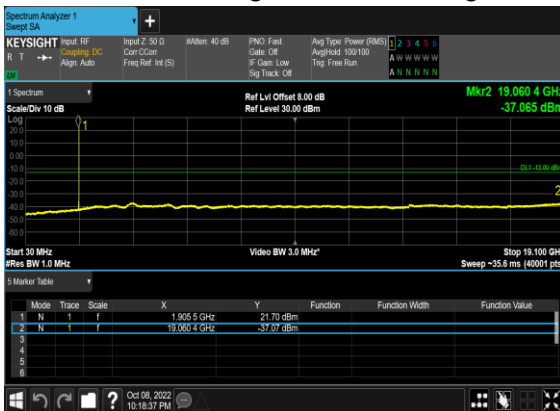 Spectrum Analyzer 1
Swept SA
KEYSIGHT Input: RF Input Z: 50 Ω #Atten: 40 dB PNO: Fast Avg Type: Power (RMS) 1 2 3 4 5 6
R T Coupling: DC Corr CCorr Gate: Off Avg|Hold: 100/100 A W W W W W
Align: Auto Freq Ref: Int (S) IF Gain: Low Trig: Free Run
LV Sig Track: Off A N N N N N
1 Spectrum Ref Lvl Offset 8.00 dB Mkr2 19.060 4 GHz
Scale/Div 10 dB Ref Level 30.00 dBm -37.065 dBm
Log
1
20.0
10.0
0.00
-10.0 DL1 -13.00 dBm
-20.0
-30.0 2
-40.0
-50.0
-60.0
Start 30 MHz Video BW 3.0 MHz* Stop 19.100 GHz
#Res BW 1.0 MHz Sweep ~35.6 ms (40001 pts)
5 Marker Table
Mode Trace Scale X Y Function Function Width Function Value
1 N 1 f 1.905 5 GHz 21.70 dBm
2 N 1 f 19.060 4 GHz -37.07 dBm
3
4
5
6
? Oct 08, 2022
10:18:37 PM